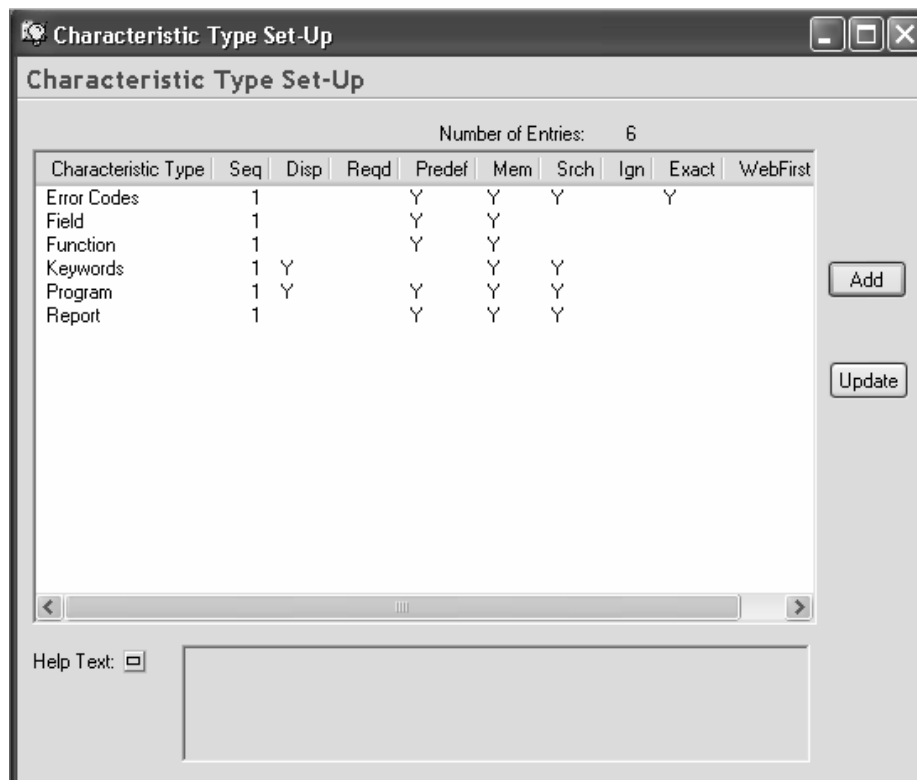 Characteristic Type Set-Up
Characteristic Type Set-Up
Number of Entries: 6
Characteristic Type Seq Disp Reqd Predef Mem Srch Ign Exact WebFirst
Error Codes 1 Y Y Y Y
Field 1 Y Y
Function 1 Y Y
Keywords 1 Y Y Y
Program 1 Y Y Y Y
Report 1 Y Y Y
Add
Update
Help Text: